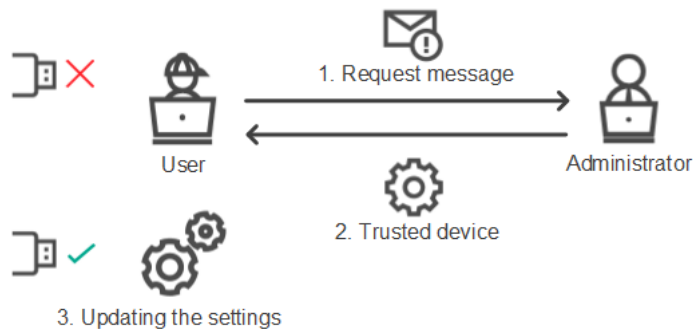 1. Request message
User
Administrator
2. Trusted device
3. Updating the settings